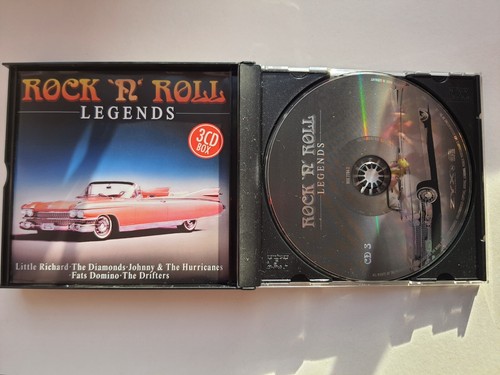 ROCK 'N' ROLL
LEGENDS
3CD
BOX
Little Richard·The Diamonds·Johnny & The Hurricanes
Fats Domino·The Drifters
ROCK 'N' ROLL
LEGENDS
CD 3
ZYX